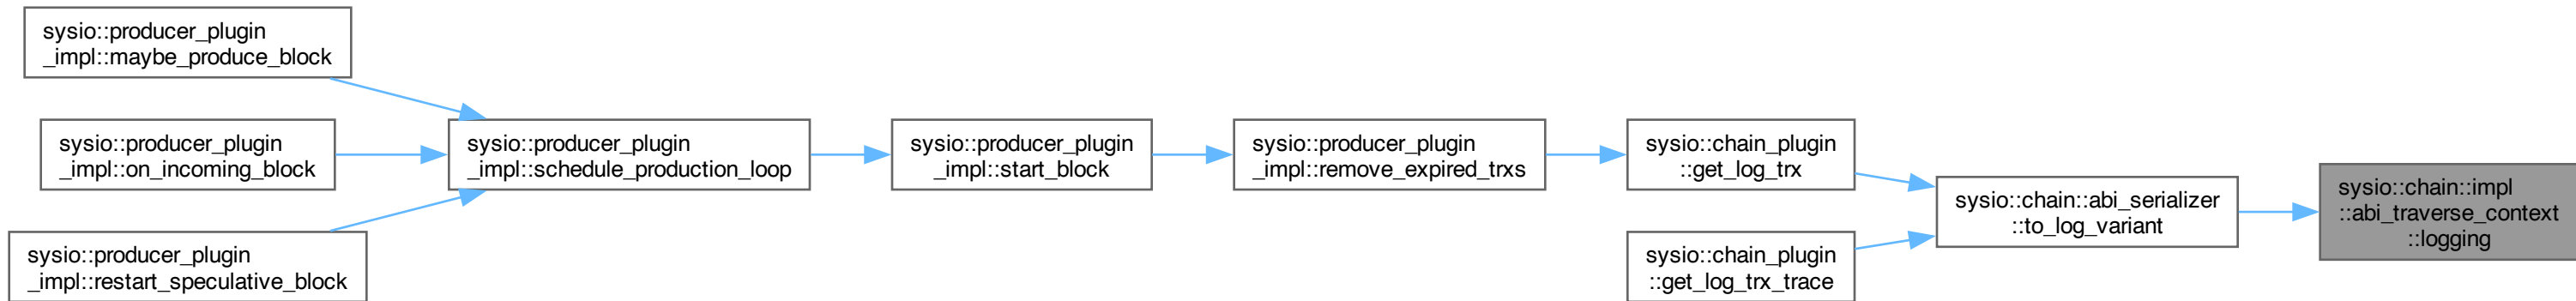 sysio::producer_plugin
_impl::maybe_produce_block
sysio::producer_plugin
_impl::on_incoming_block
sysio::producer_plugin
_impl::restart_speculative_block
sysio::producer_plugin
_impl::schedule_production_loop
sysio::producer_plugin
_impl::start_block
sysio::producer_plugin
_impl::remove_expired_trxs
sysio::chain_plugin
::get_log_trx
sysio::chain_plugin
::get_log_trx_trace
sysio::chain::abi_serializer
::to_log_variant
sysio::chain::impl
::abi_traverse_context
::logging